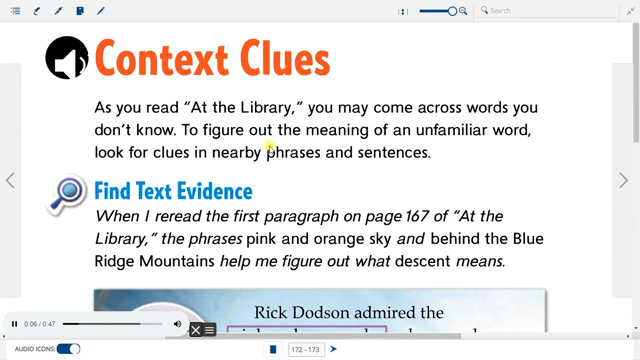 Search
Context Clues
As you read “At the Library,” you may come across words you
don’t know. To figure out the meaning of an unfamiliar word,
look for clues in nearby phrases and sentences.
Find Text Evidence
When I reread the first paragraph on page 167 of “At the
Library,” the phrases pink and orange sky and behind the Blue
Ridge Mountains help me figure out what descent means.
Rick Dodson admired the
0:06 / 0:47
AUDIO ICONS:
172 - 173